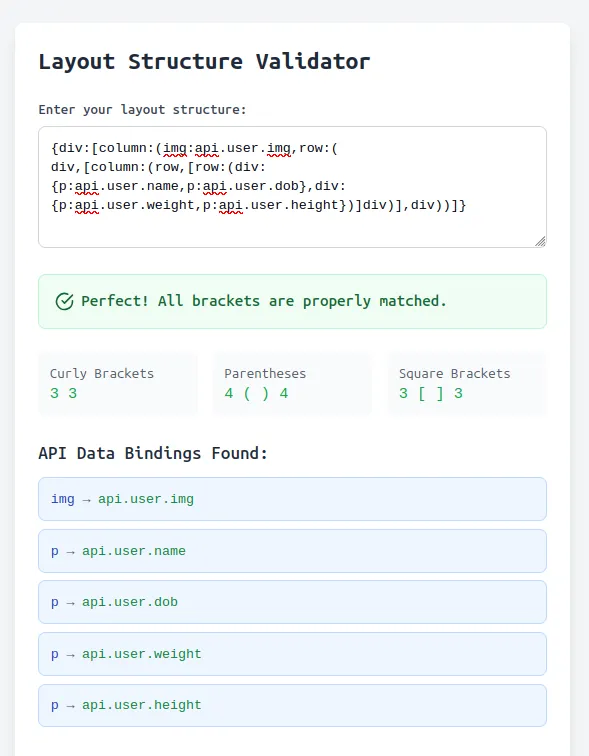 Layout Structure Validator
Enter your layout structure:
{div:[column:(img:api.user.img,row:(
div,[column:(row,[row:(div:
{p:api.user.name,p:api.user.dob},div:
{p:api.user.weight,p:api.user.height})]div)],div))]}
Perfect! All brackets are properly matched.
Curly Brackets
3 3
Parentheses
4 ( ) 4
Square Brackets
3 [ ] 3
API Data Bindings Found:
img → api.user.img
p → api.user.name
p → api.user.dob
p → api.user.weight
p → api.user.height